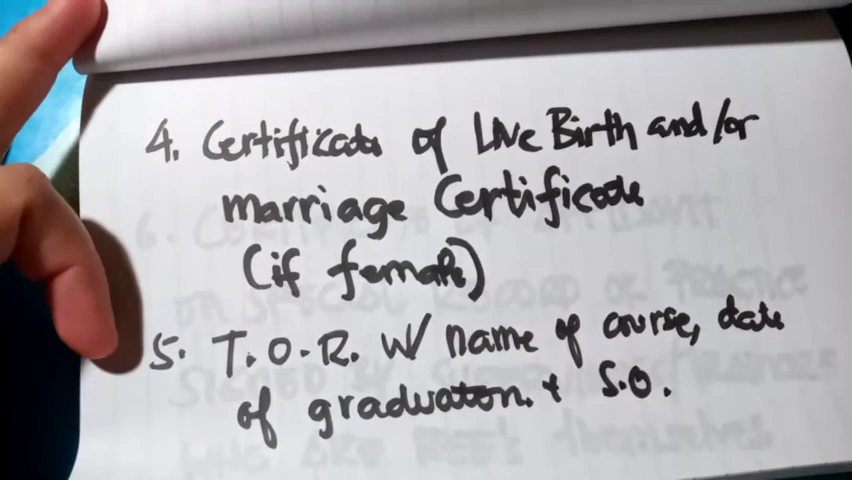 4. Certificate of Live Birth and/or
marriage Certificate
(if female)
5. T.O.R. W/ name of course, date
of graduation. + S.O.